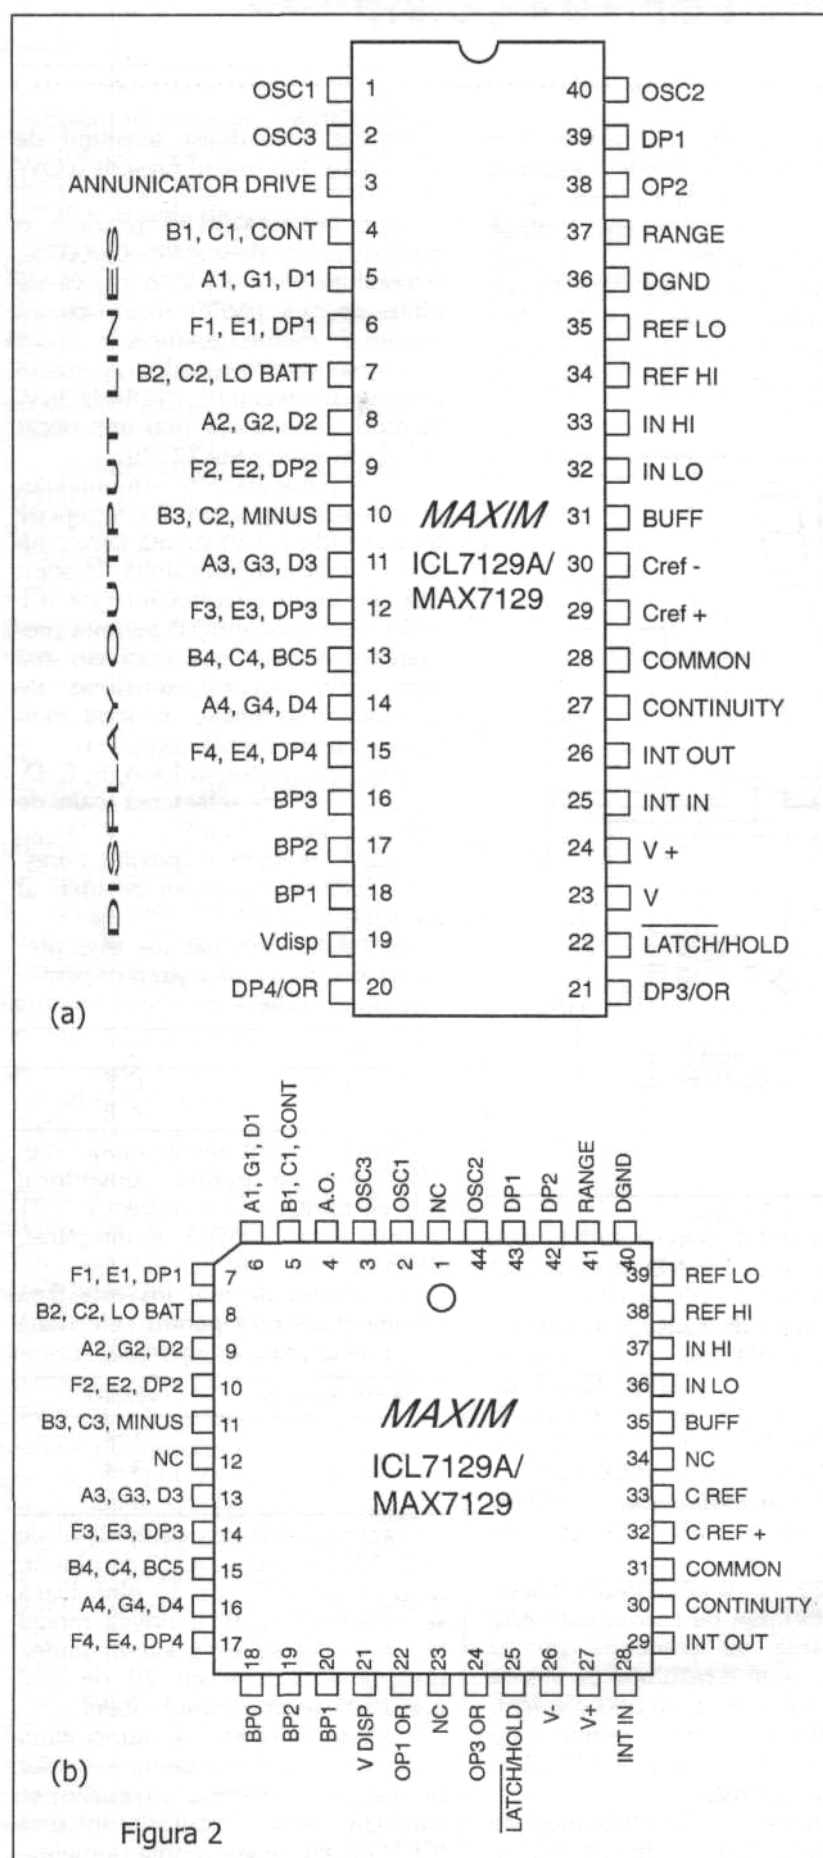 OSC1 1 40 OSC2
OSC3 2 39 DP1
ANNUNICATOR DRIVE 3 38 OP2
B1, C1, CONT 4 37 RANGE
A1, G1, D1 5 36 DGND
F1, E1, DP1 6 35 REF LO
B2, C2, LO BATT 7 34 REF HI
A2, G2, D2 8 33 IN HI
F2, E2, DP2 9 32 IN LO
B3, C2, MINUS 10 31 BUFF
A3, G3, D3 11 30 Cref -
F3, E3, DP3 12 29 Cref +
B4, C4, BC5 13 28 COMMON
A4, G4, D4 14 27 CONTINUITY
F4, E4, DP4 15 26 INT OUT
BP3 16 25 INT IN
BP2 17 24 V +
BP1 18 23 V
Vdisp 19 22 LATCH/HOLD
DP4/OR 20 21 DP3/OR
DISPLAY OUTPUT LINES
MAXIM
ICL7129A/
MAX7129
(a)
A1, G1, D1
B1, C1, CONT
A.O.
OSC3
OSC1
NC
OSC2
DP1
DP2
RANGE
DGND
6 5 4 3 2 1 44 43 42 41 40
F1, E1, DP1 7 39 REF LO
B2, C2, LO BAT 8 38 REF HI
A2, G2, D2 9 37 IN HI
F2, E2, DP2 10 36 IN LO
B3, C3, MINUS 11 35 BUFF
NC 12 34 NC
A3, G3, D3 13 33 C REF
F3, E3, DP3 14 32 C REF +
B4, C4, BC5 15 31 COMMON
A4, G4, D4 16 30 CONTINUITY
F4, E4, DP4 17 29 INT OUT
MAXIM
ICL7129A/
MAX7129
18 19 20 21 22 23 24 25 26 27 28
BP0
BP2
BP1
V DISP
OP1 OR
NC
OP3 OR
LATCH/HOLD
V-
V+
INT IN
(b)
Figura 2